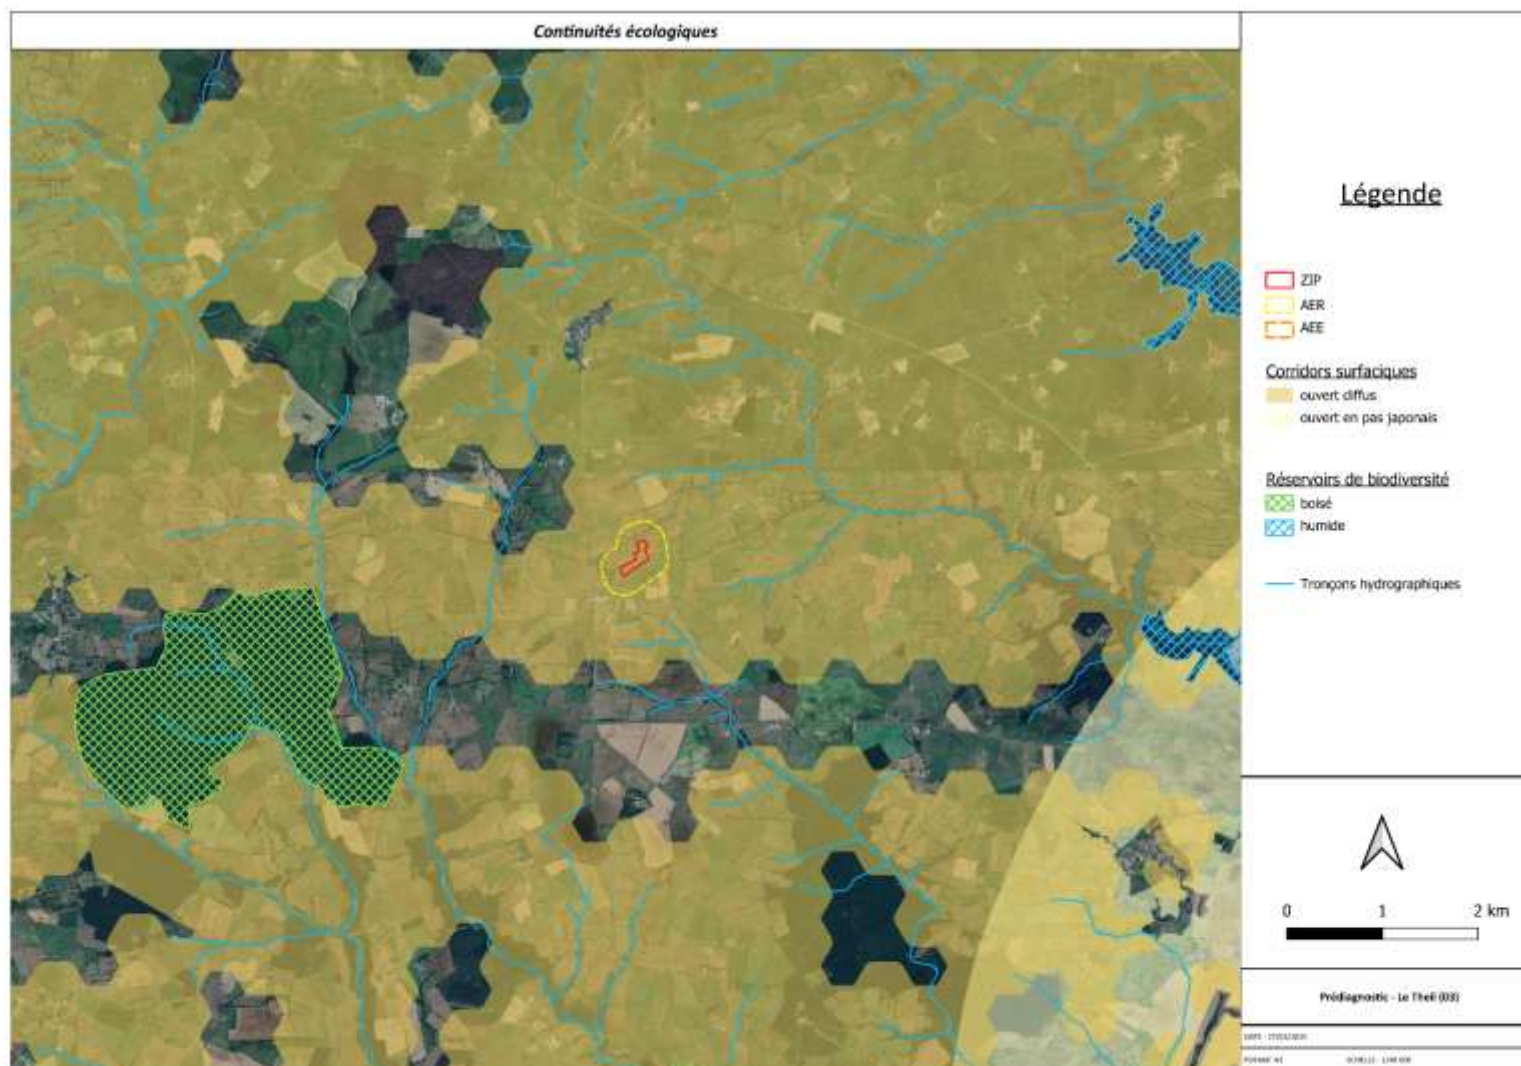 Continuités écologiques
Légende
ZIP
AER
AEE
Corridors surfaciques
ouvert diffus
ouvert en pas japonais
Réservoirs de biodiversité
boisé
humide
Tronçons hydrographiques
0 1 2 km
Prédiagnostic - Le Theil (03)